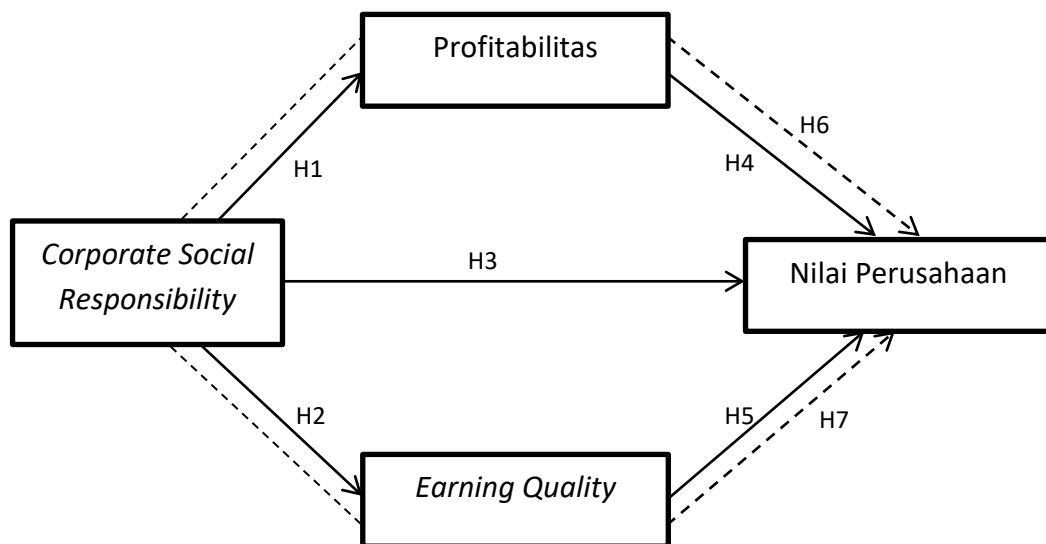 Profitabilitas
H6
H4
H1
Corporate Social
Responsibility
H3
Nilai Perusahaan
H2
H5
H7
Earning Quality